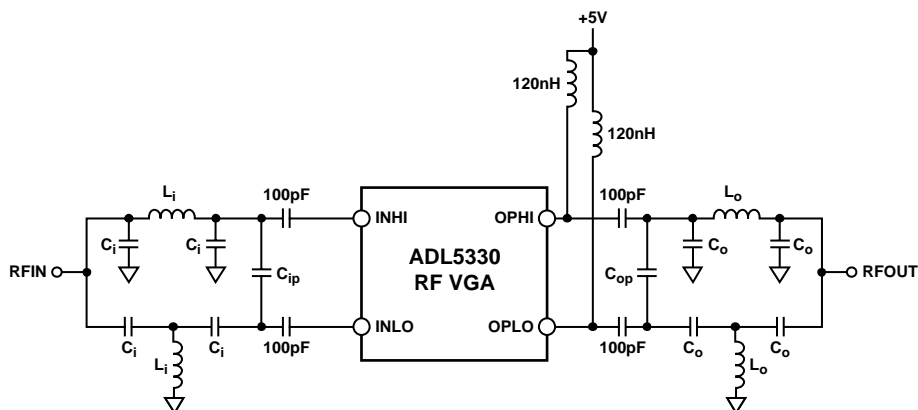 +5V
120nH
120nH
Li
100pF
INHI
OPHI
100pF
Lo
Ci
Ci
Cip
RFIN
ADL5330
RF VGA
Cop
Co
Co
RFOUT
INLO
OPLO
Ci
Ci
100pF
100pF
Co
Co
Li
Lo